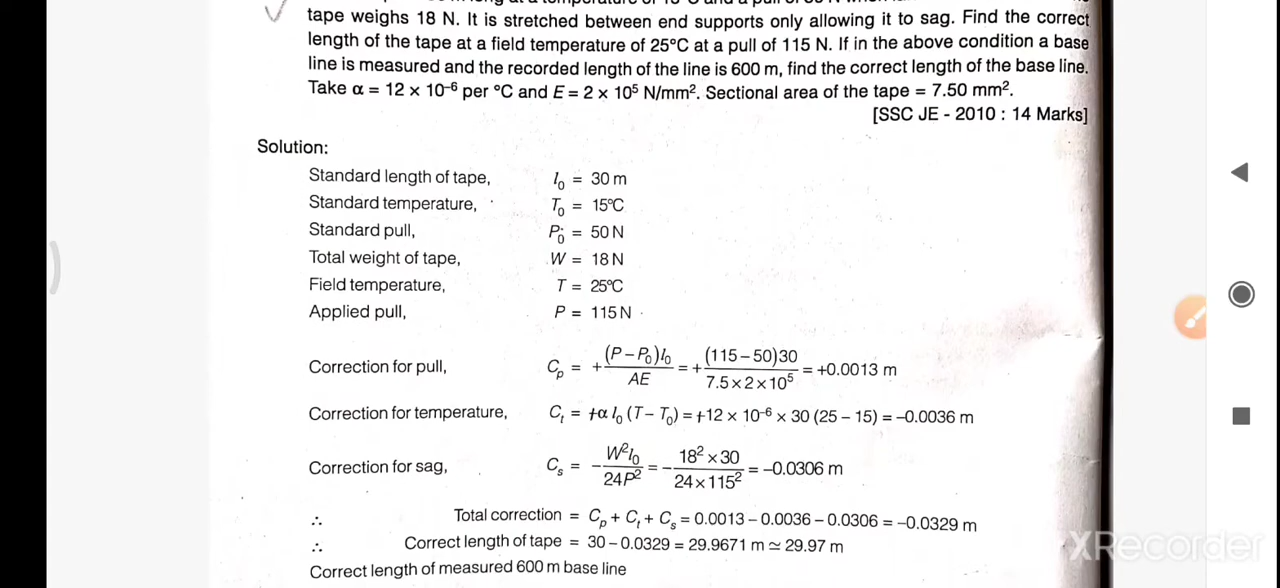 tape weighs 18 N. It is stretched between end supports only allowing it to sag. Find the correct
length of the tape at a field temperature of 25°C at a pull of 115 N. If in the above condition a base
line is measured and the recorded length of the line is 600 m, find the correct length of the base line.
Take α = 12 × 10⁻⁶ per °C and E = 2 × 10⁵ N/mm². Sectional area of the tape = 7.50 mm².
[SSC JE - 2010 : 14 Marks]
Solution:
Standard length of tape, l₀ = 30 m
Standard temperature, T₀ = 15°C
Standard pull, P₀ = 50 N
Total weight of tape, W = 18 N
Field temperature, T = 25°C
Applied pull, P = 115 N
Correction for pull, Cₚ = +(P – P₀)l₀/AE = +(115 – 50)30/7.5 × 2 × 10⁵ = +0.0013 m
Correction for temperature, Cₜ = +α l₀ (T – T₀) = +12 × 10⁻⁶ × 30 (25 – 15) = –0.0036 m
Correction for sag, Cₛ = –W²l₀/24P² = –18² × 30/24 × 115² = –0.0306 m
∴ Total correction = Cₚ + Cₜ + Cₛ = 0.0013 – 0.0036 – 0.0306 = –0.0329 m
∴ Correct length of tape = 30 – 0.0329 = 29.9671 m ≃ 29.97 m
Correct length of measured 600 m base line
XRecorder